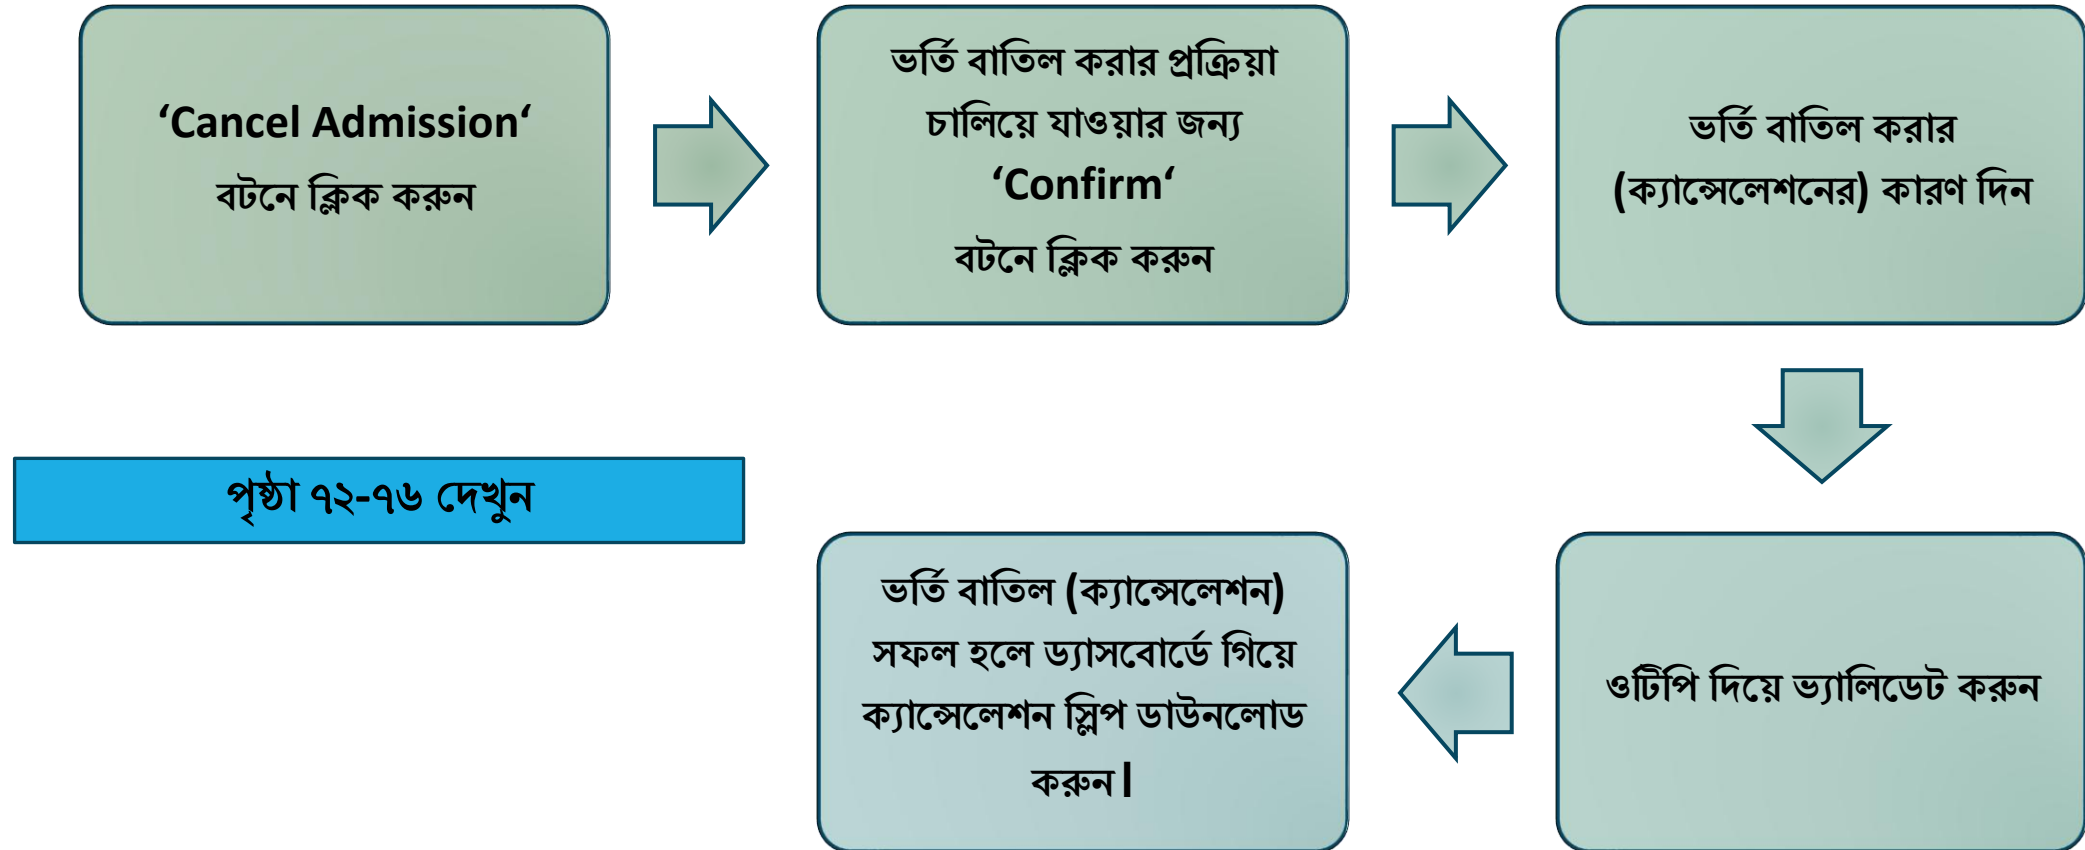 ‘Cancel Admission‘
বটনে ক্লিক করুন
ভর্তি বাতিল করার প্রক্রিয়া
চালিয়ে যাওয়ার জন্য
‘Confirm‘
বটনে ক্লিক করুন
ভর্তি বাতিল করার
(ক্যান্সেলেশনের) কারণ দিন
ওটিপি দিয়ে ভ্যালিডেট করুন
ভর্তি বাতিল (ক্যান্সেলেশন)
সফল হলে ড্যাসবোর্ডে গিয়ে
ক্যান্সেলেশন স্লিপ ডাউনলোড
করুন।
পৃষ্ঠা ৭২-৭৬ দেখুন